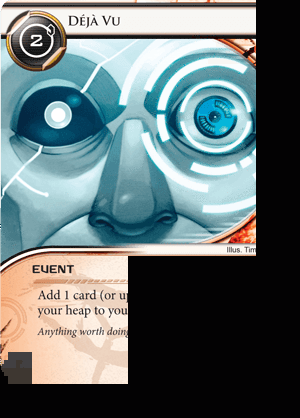 2
DÉJÀ VU
Illus. Tim
EVENT
Add 1 card (or up
your heap to you
Anything worth doing